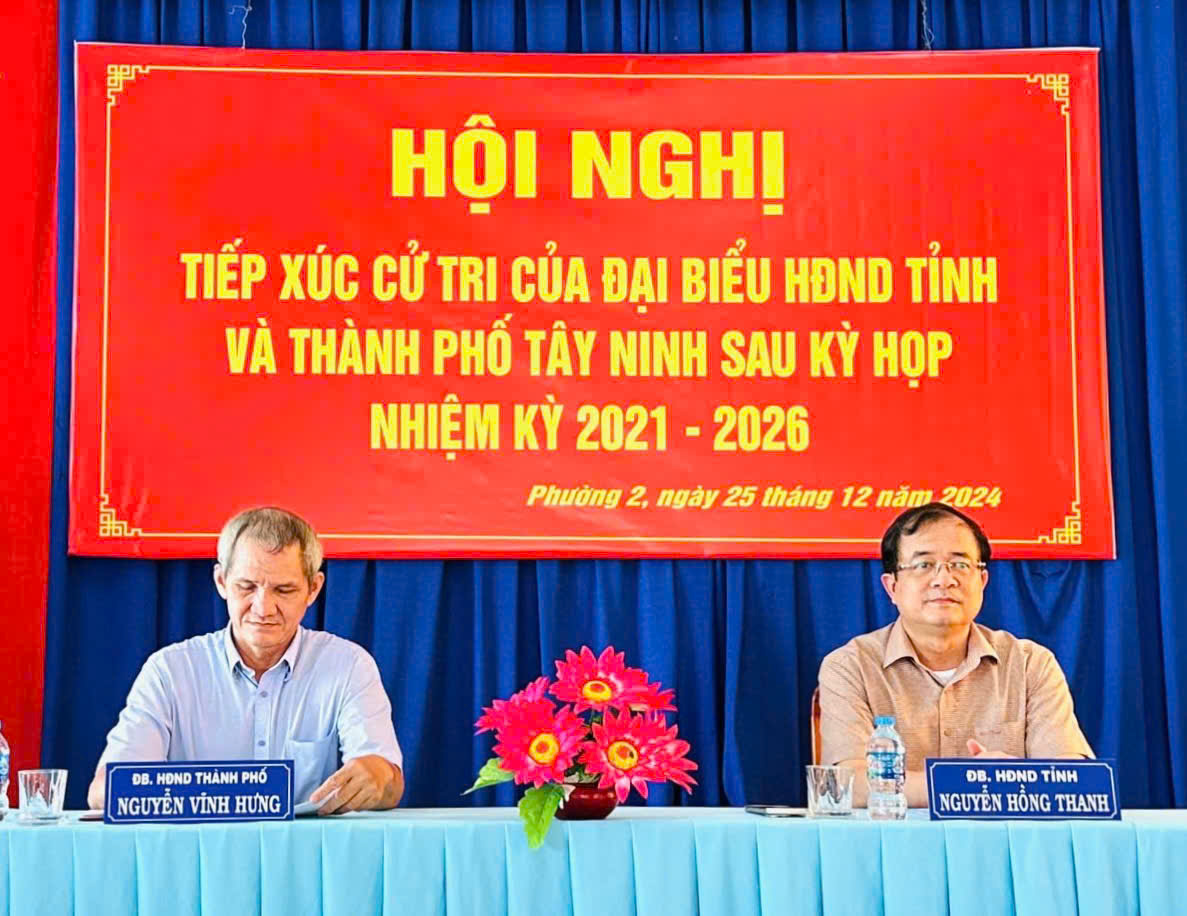 HỘI NGHỊ
TIẾP XÚC CỬ TRI CỦA ĐẠI BIỂU HĐND TỈNH
VÀ THÀNH PHỐ TÂY NINH SAU KỲ HỌP
NHIỆM KỲ 2021 - 2026
Phường 2, ngày 25 tháng 12 năm 2024
ĐB. HĐND THÀNH PHỐ
NGUYỄN VĨNH HƯNG
ĐB. HĐND TỈNH
NGUYỄN HỒNG THANH